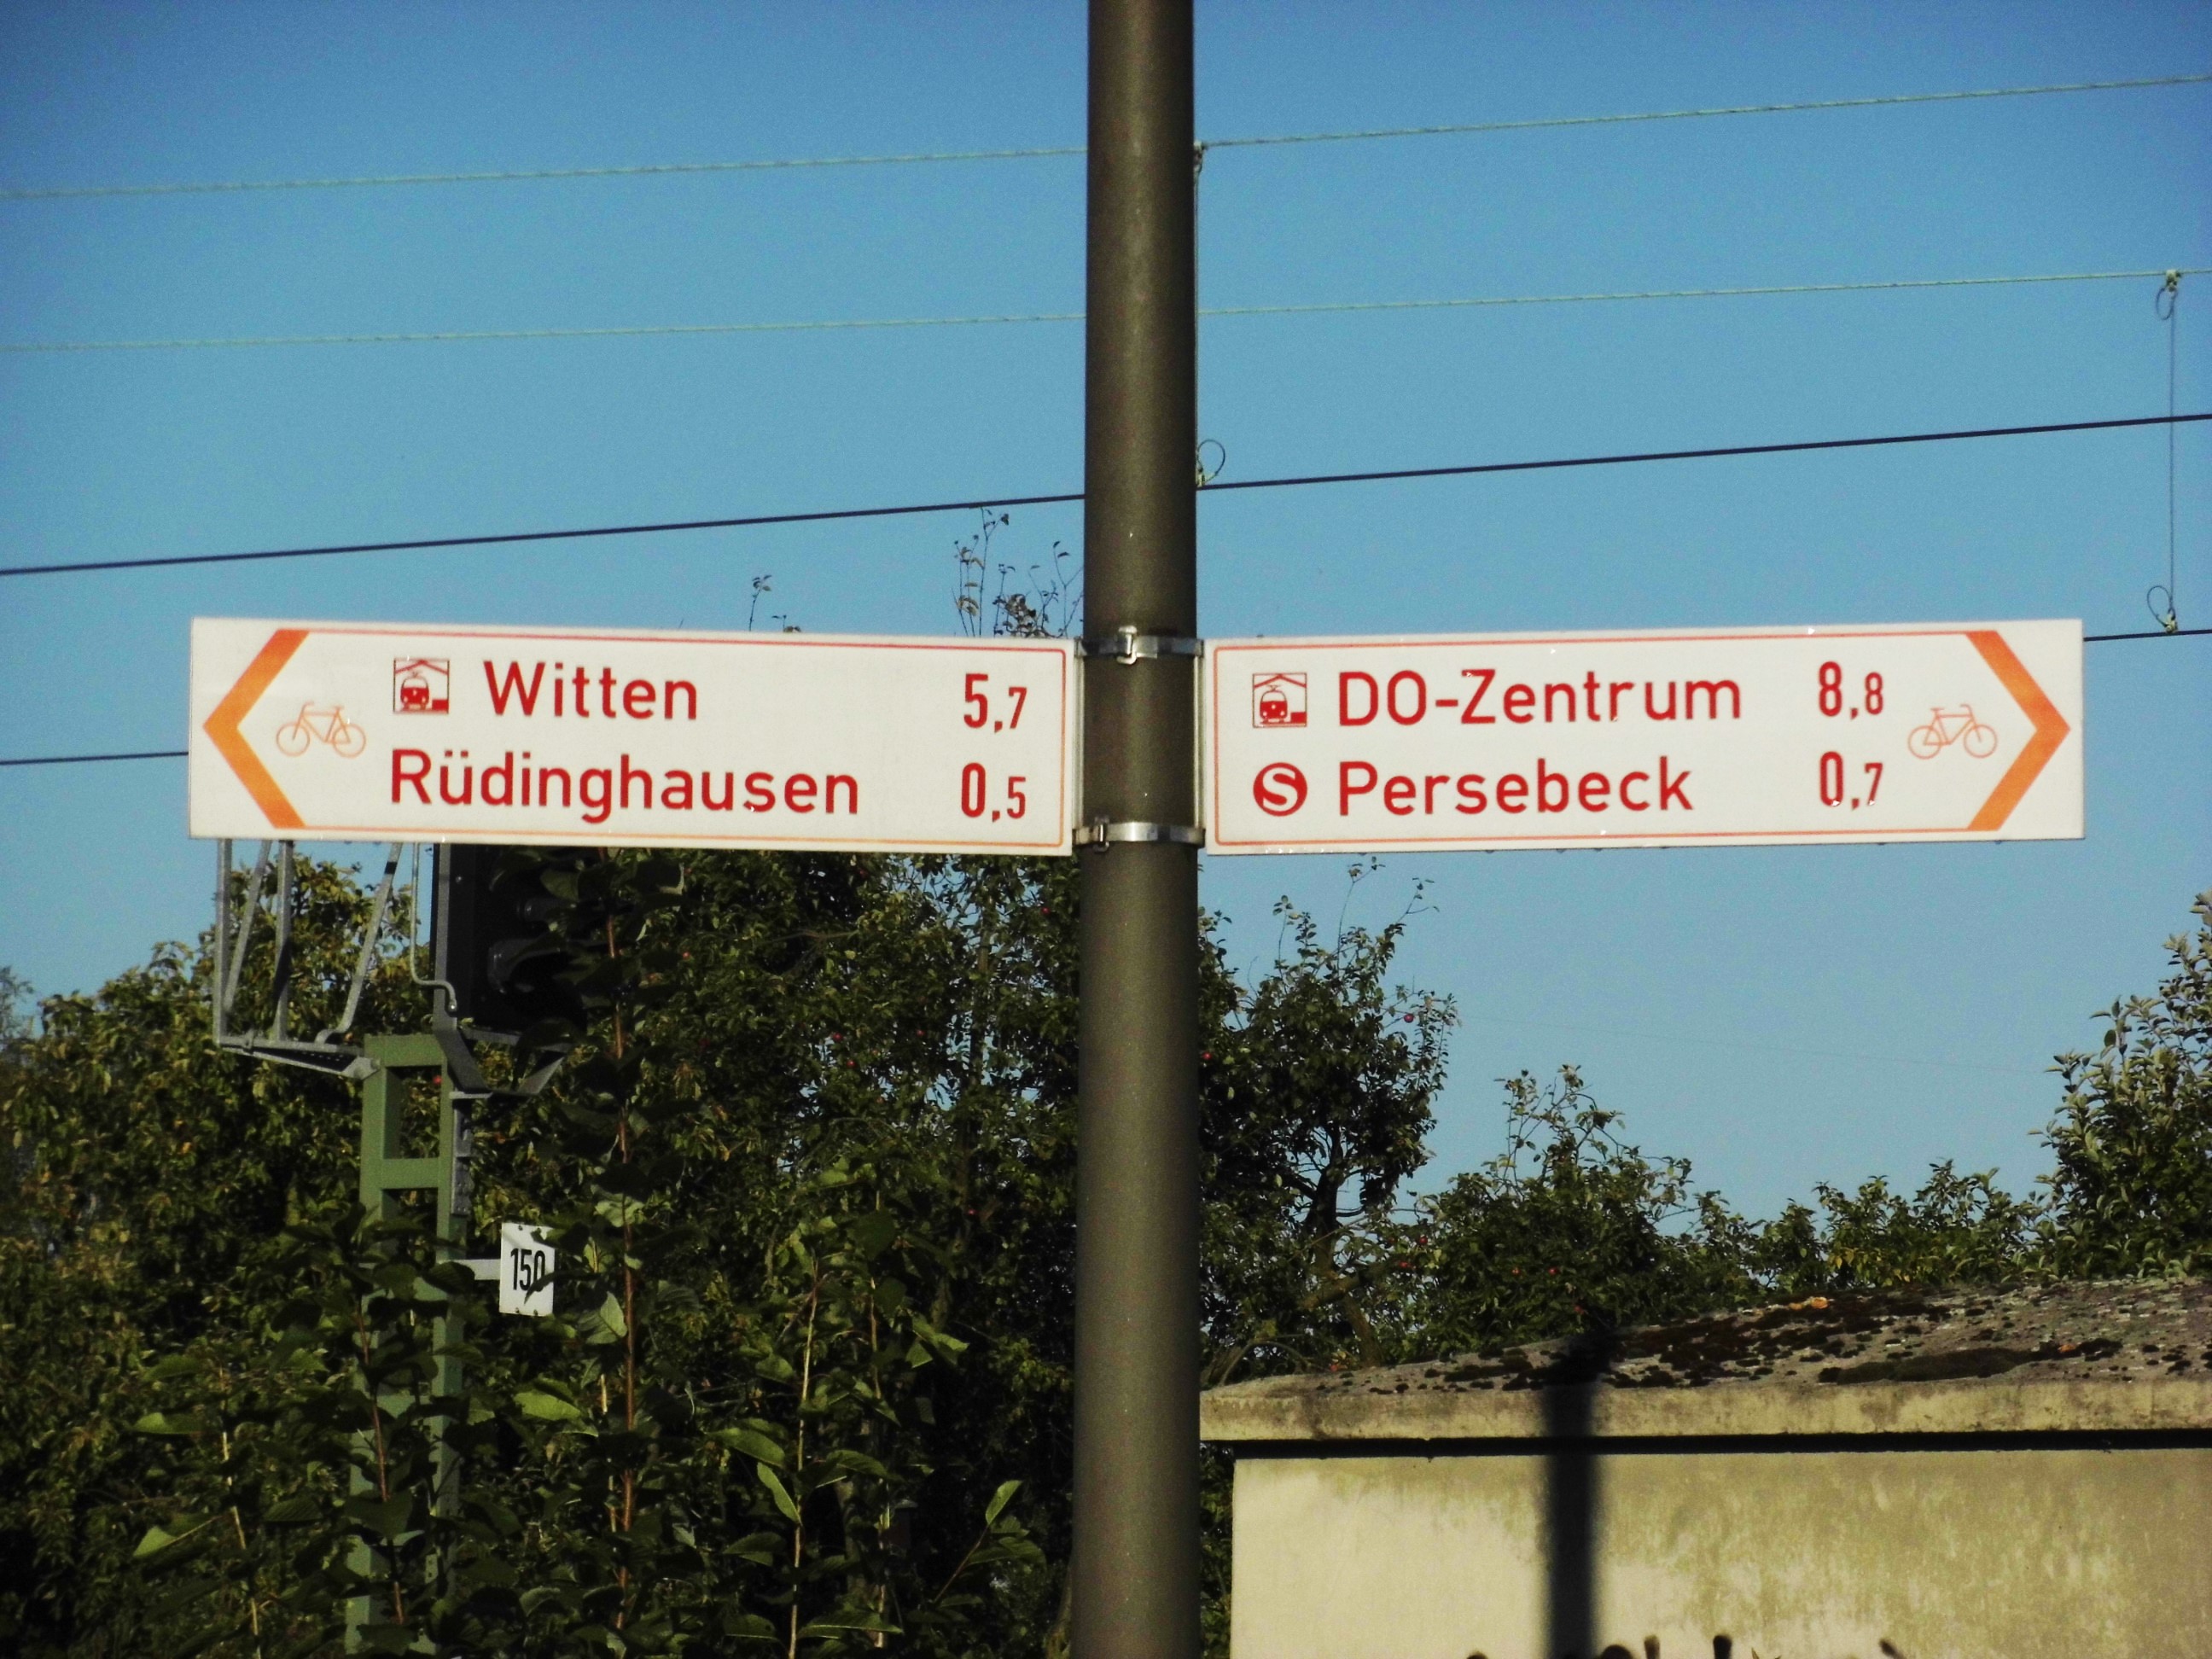 Witten 5,7
Rüdinghausen 0,5
DO-Zentrum 8,8
S Persebeck 0,7
150